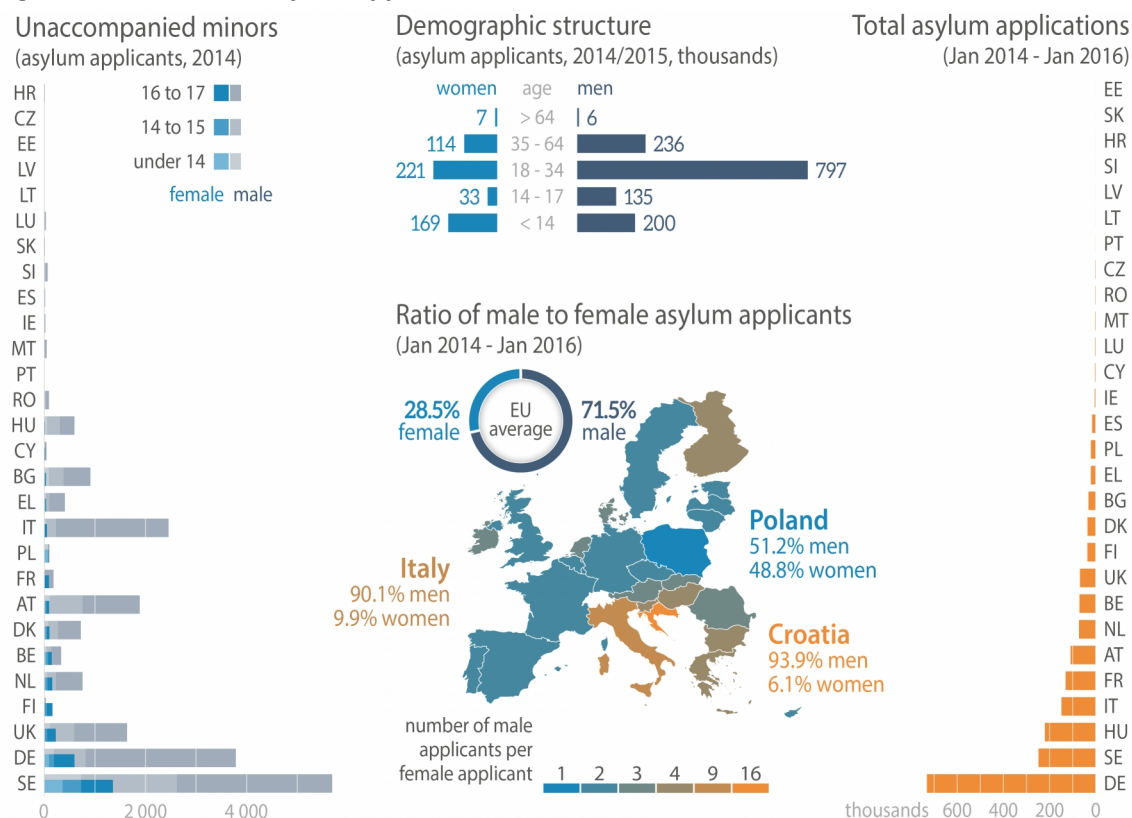 Unaccompanied minors
(asylum applicants, 2014)
HR
CZ
EE
LV
LT
LU
SK
SI
ES
IE
MT
PT
RO
HU
CY
BG
EL
IT
PL
FR
AT
DK
BE
NL
FI
UK
DE
SE
16 to 17
14 to 15
under 14
female male
0 2 000 4 000
Demographic structure
(asylum applicants, 2014/2015, thousands)
women age men
7 > 64 6
114 35 - 64 236
221 18 - 34 797
33 14 - 17 135
169 < 14 200
Ratio of male to female asylum applicants
(Jan 2014 - Jan 2016)
28.5%
female
EU
average
71.5%
male
Poland
51.2% men
48.8% women
Italy
90.1% men
9.9% women
Croatia
93.9% men
6.1% women
number of male
applicants per
female applicant
1 2 3 4 9 16
Total asylum applications
(Jan 2014 - Jan 2016)
EE
SK
HR
SI
LV
LT
PT
CZ
RO
MT
LU
CY
IE
ES
PL
EL
BG
DK
FI
UK
BE
NL
AT
FR
IT
HU
SE
DE
thousands 600 400 200 0